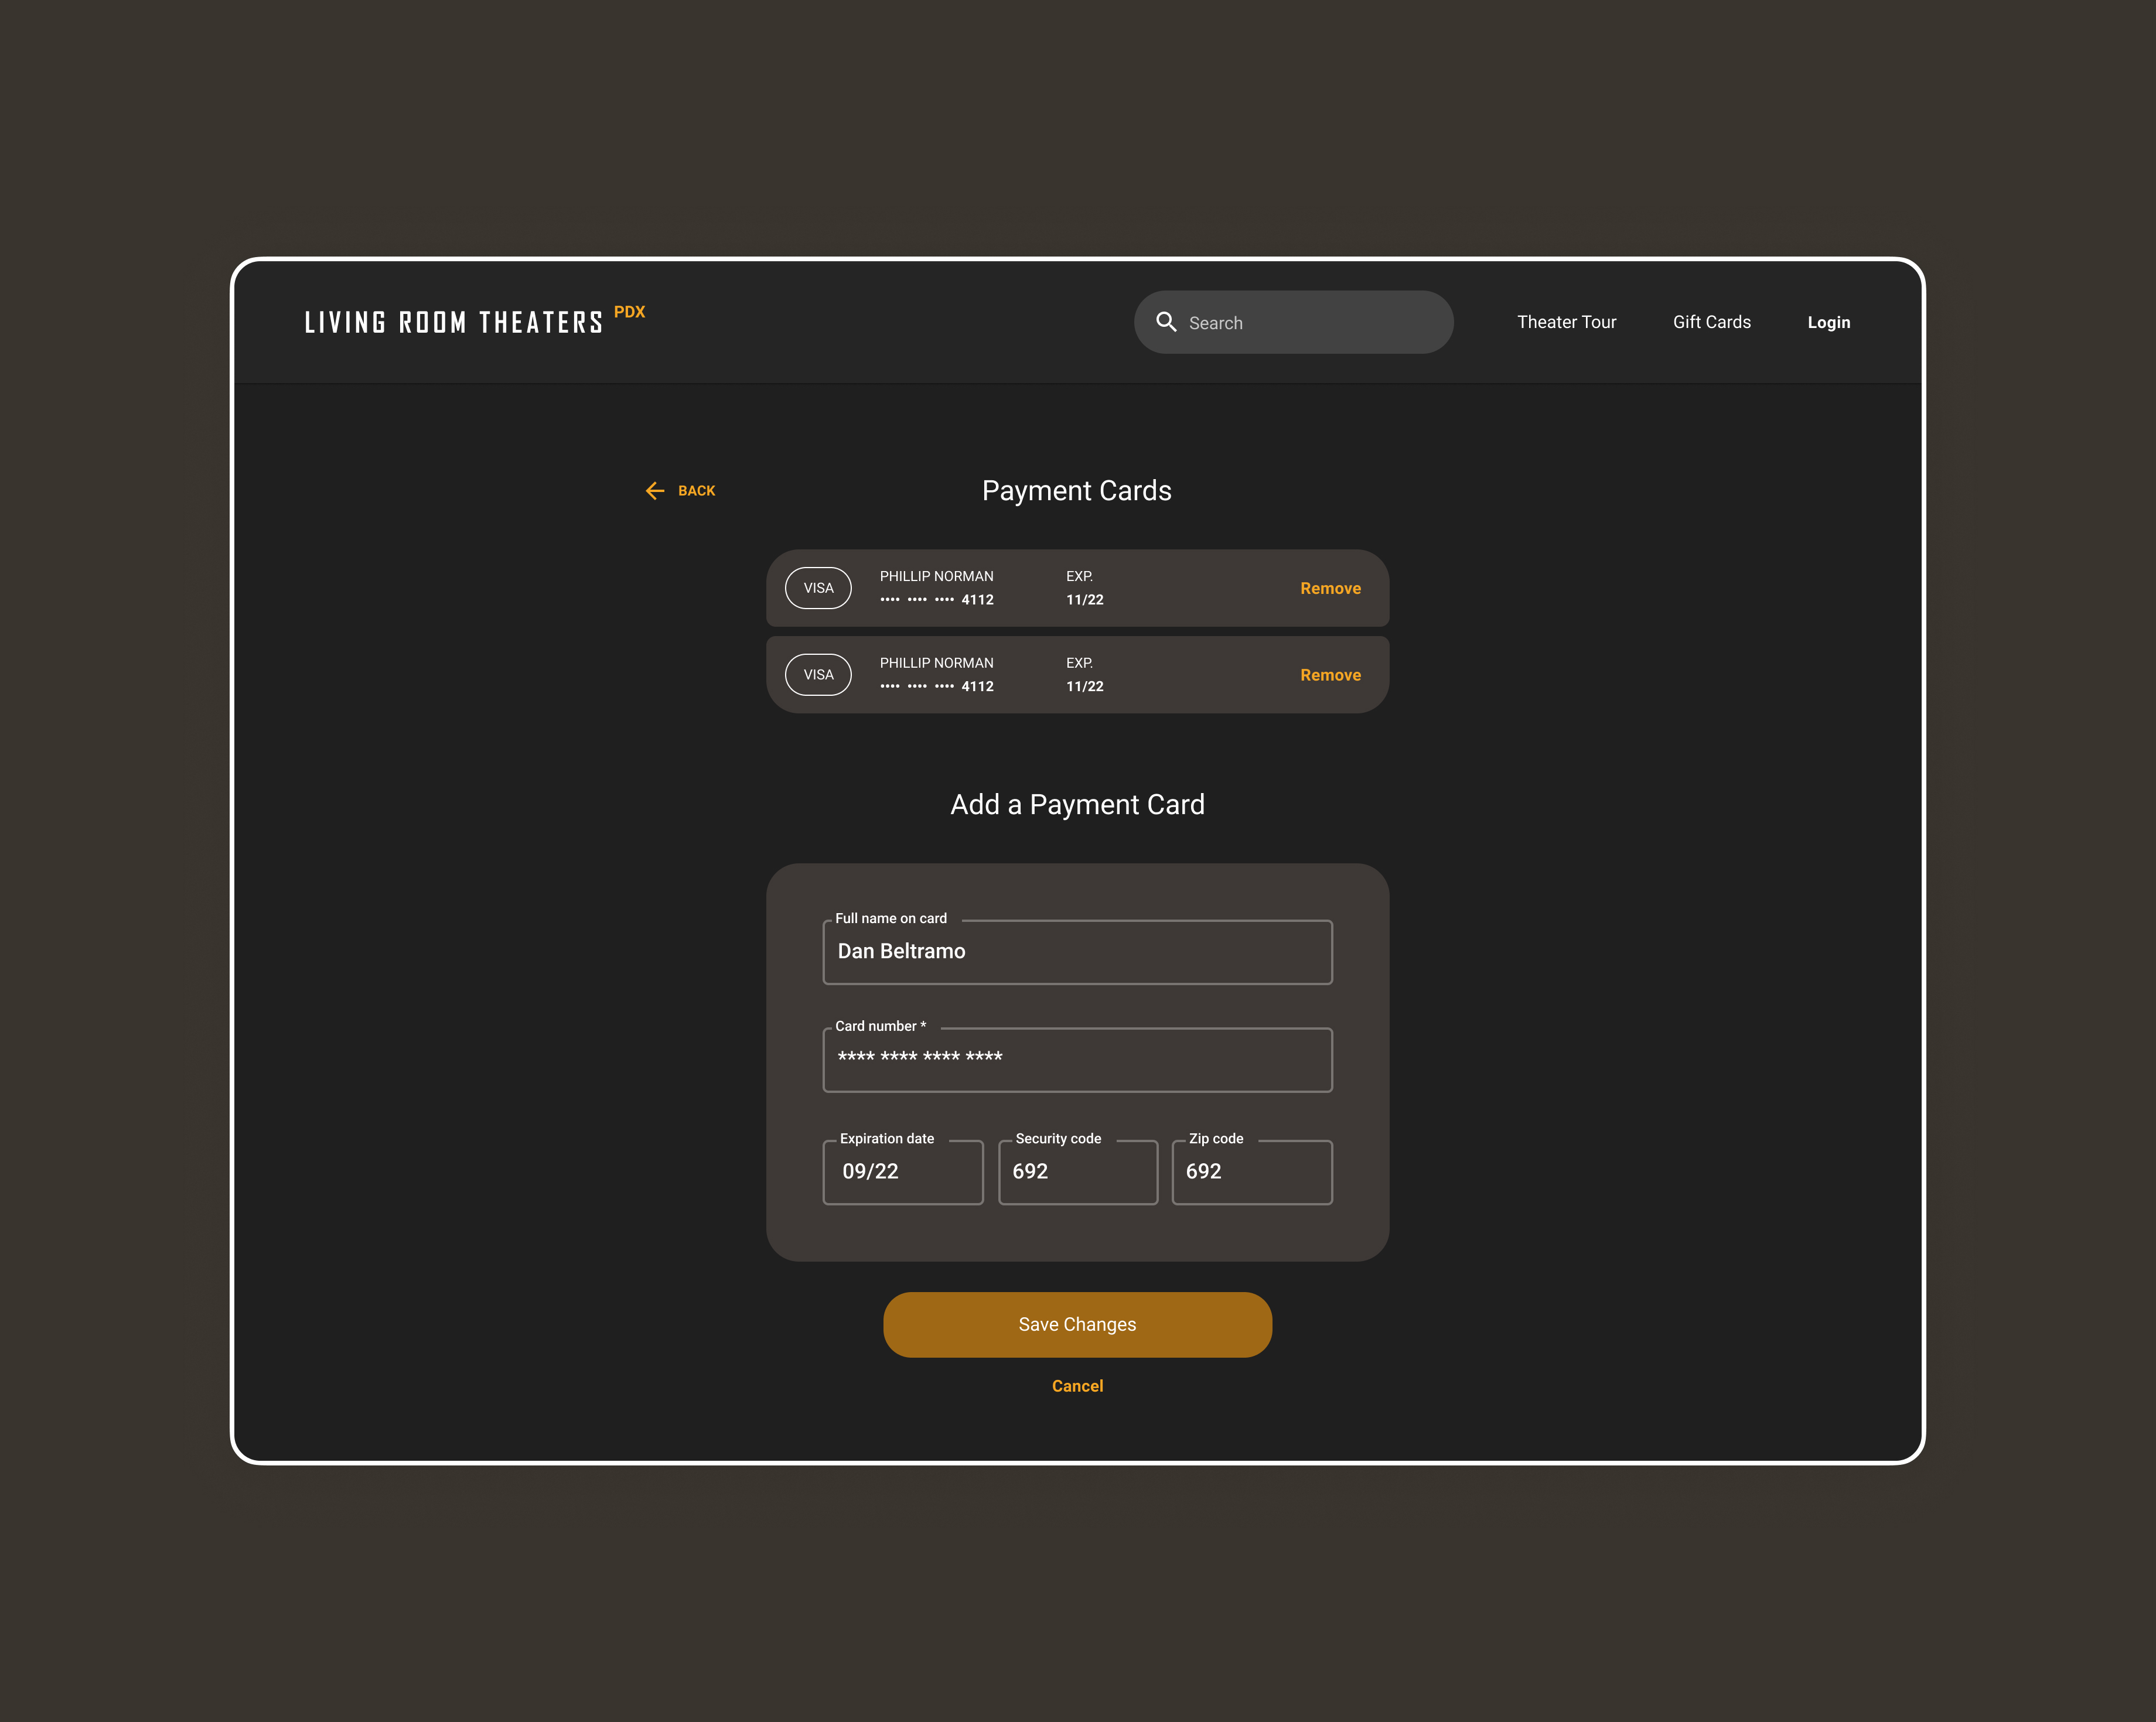 LIVING ROOM THEATERS PDX
Search
Theater Tour
Gift Cards
Login
BACK
Payment Cards
VISA
PHILLIP NORMAN
•••• •••• •••• 4112
EXP.
11/22
Remove
VISA
PHILLIP NORMAN
•••• •••• •••• 4112
EXP.
11/22
Remove
Add a Payment Card
Full name on card
Dan Beltramo
Card number *
**** **** **** ****
Expiration date
09/22
Security code
692
Zip code
692
Save Changes
Cancel